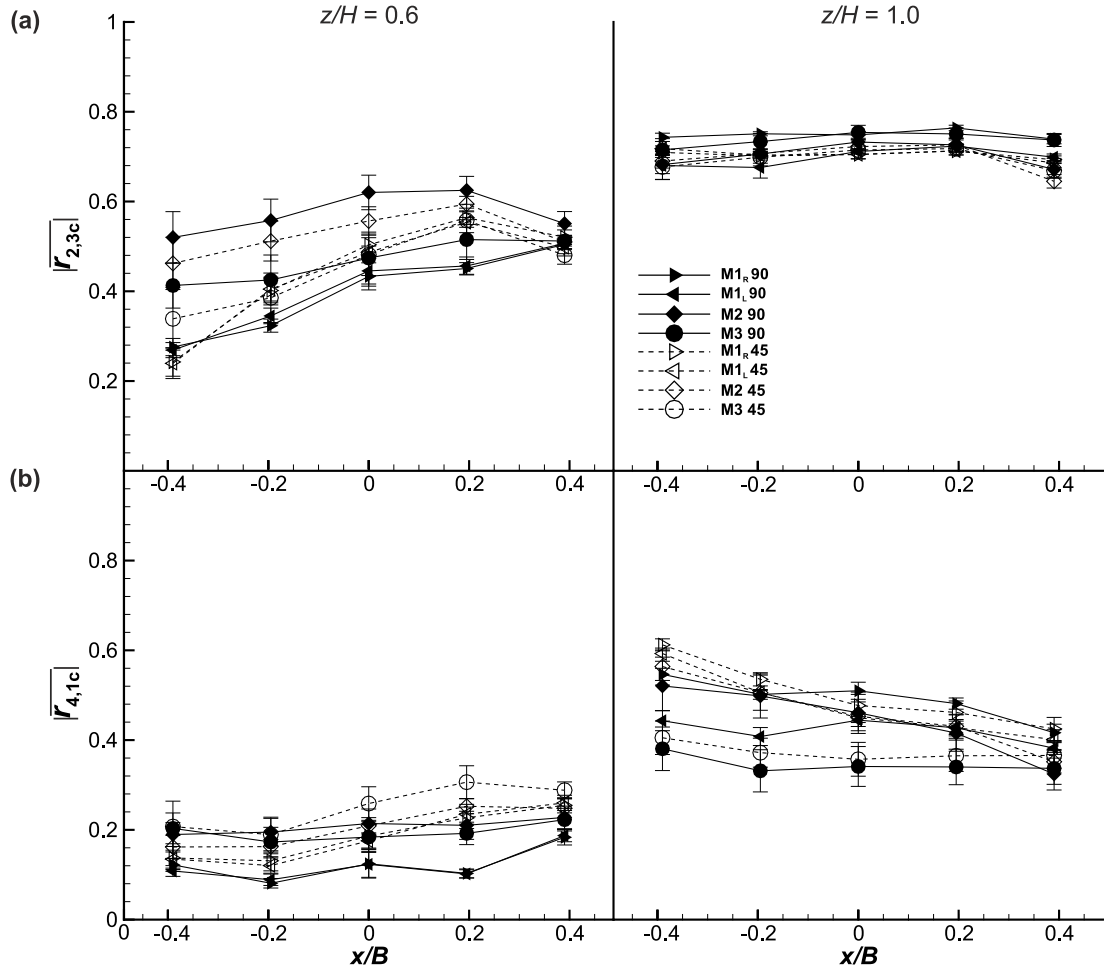 (a)
z/H = 0.6
z/H = 1.0
1
0.8
0.6
0.4
0.2
|r2,3c|
M1R 90
M1L 90
M2 90
M3 90
M1R 45
M1L 45
M2 45
M3 45
-0.4 -0.2 0 0.2 0.4
-0.4 -0.2 0 0.2 0.4
(b)
0.8
0.6
0.4
0.2
0
|r4,1c|
0 -0.4 -0.2 0 0.2 0.4
-0.4 -0.2 0 0.2 0.4
x/B
x/B